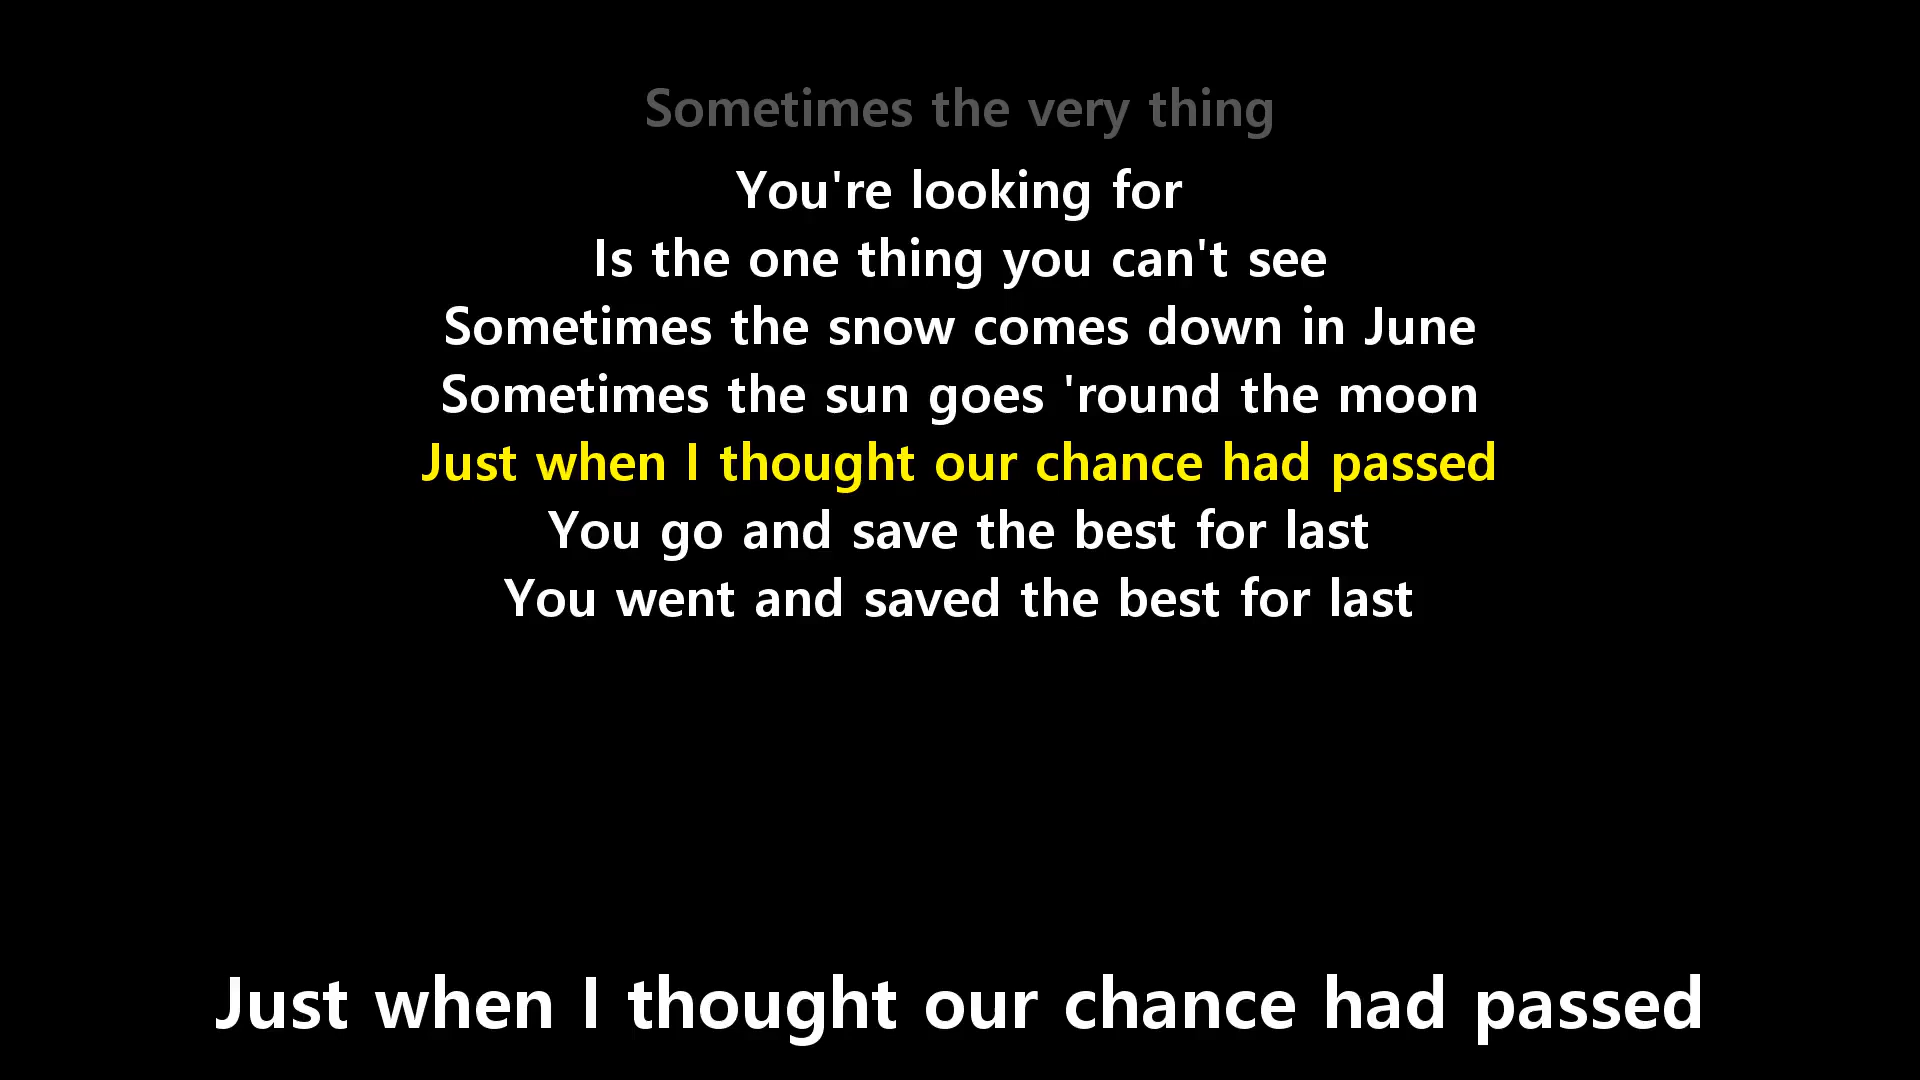 Sometimes the very thing
You're looking for
Is the one thing you can't see
Sometimes the snow comes down in June
Sometimes the sun goes 'round the moon
Just when I thought our chance had passed
You go and save the best for last
You went and saved the best for last
Just when I thought our chance had passed